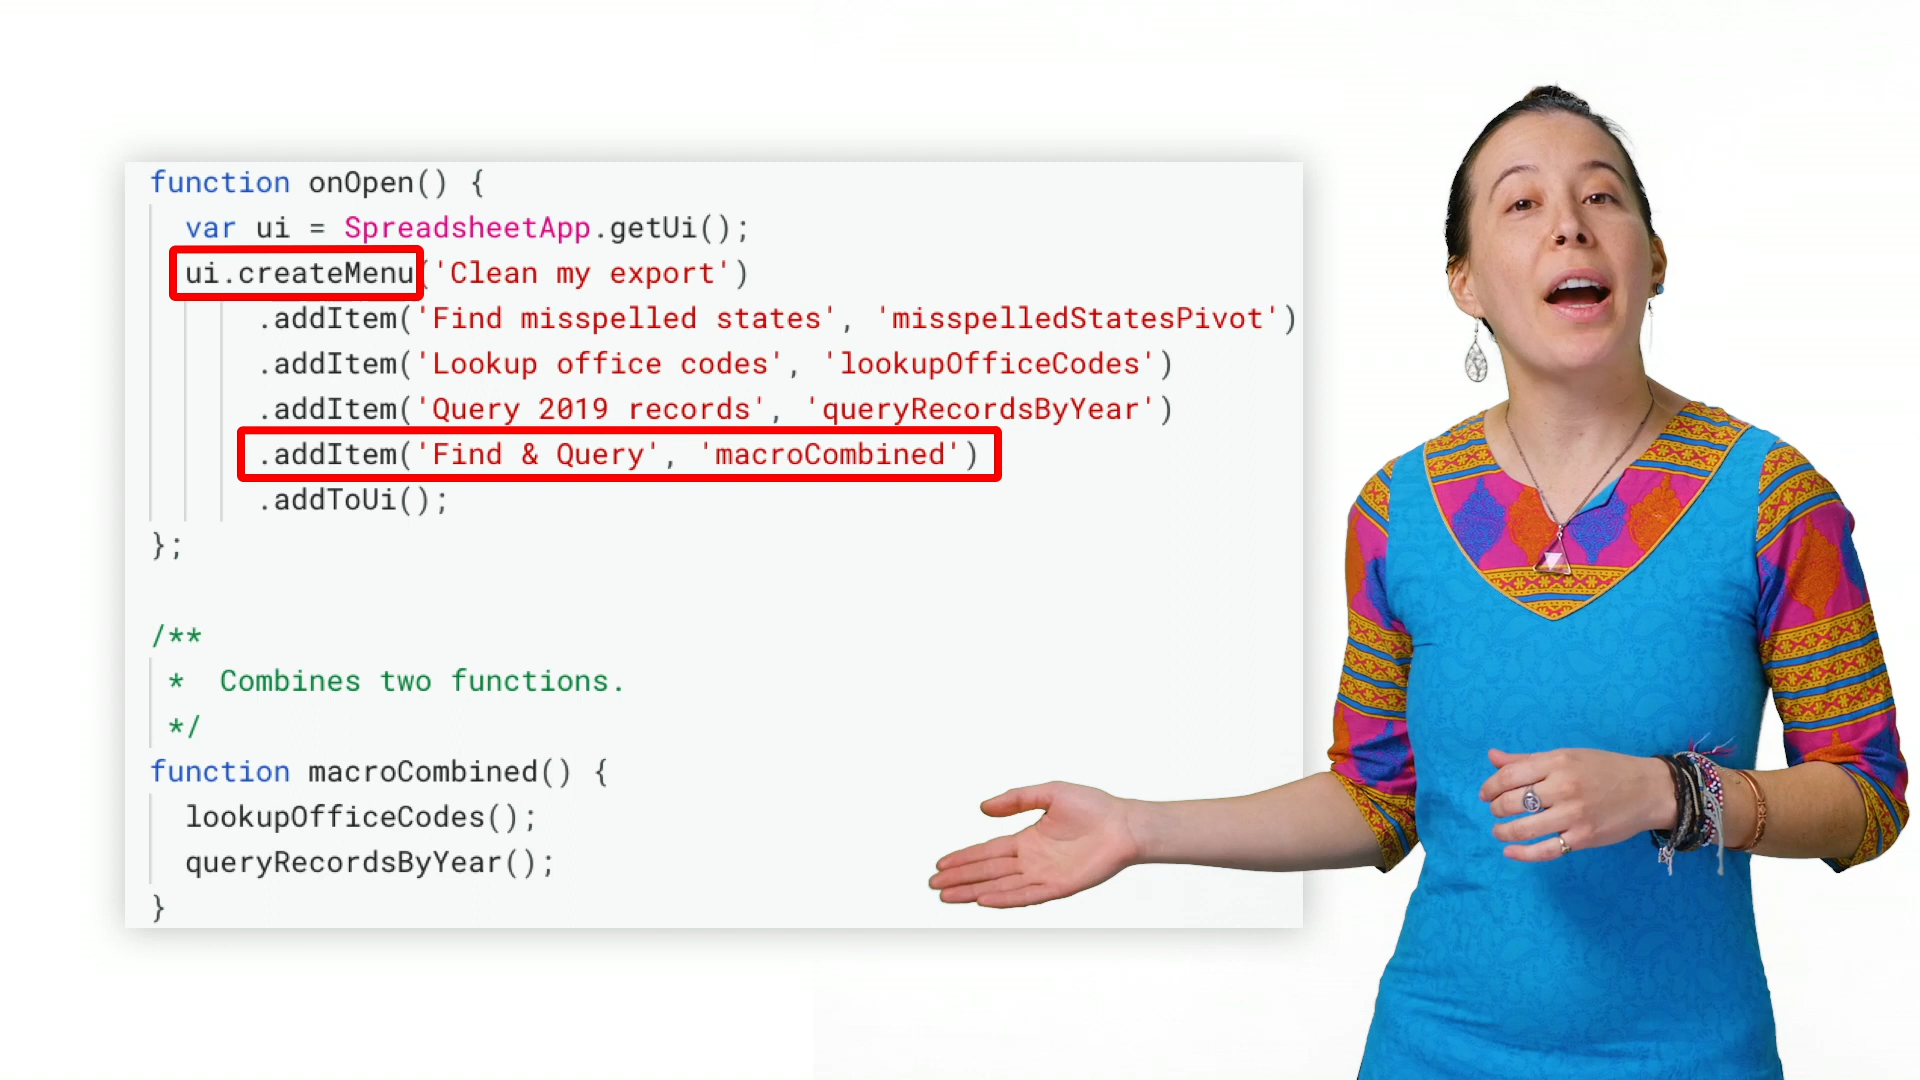 function onOpen() {
var ui = SpreadsheetApp.getUi();
ui.createMenu('Clean my export')
.addItem('Find misspelled states', 'misspelledStatesPivot')
.addItem('Lookup office codes', 'lookupOfficeCodes')
.addItem('Query 2019 records', 'queryRecordsByYear')
.addItem('Find & Query', 'macroCombined')
.addToUi();
};
/**
* Combines two functions.
*/
function macroCombined() {
lookupOfficeCodes();
queryRecordsByYear();
}